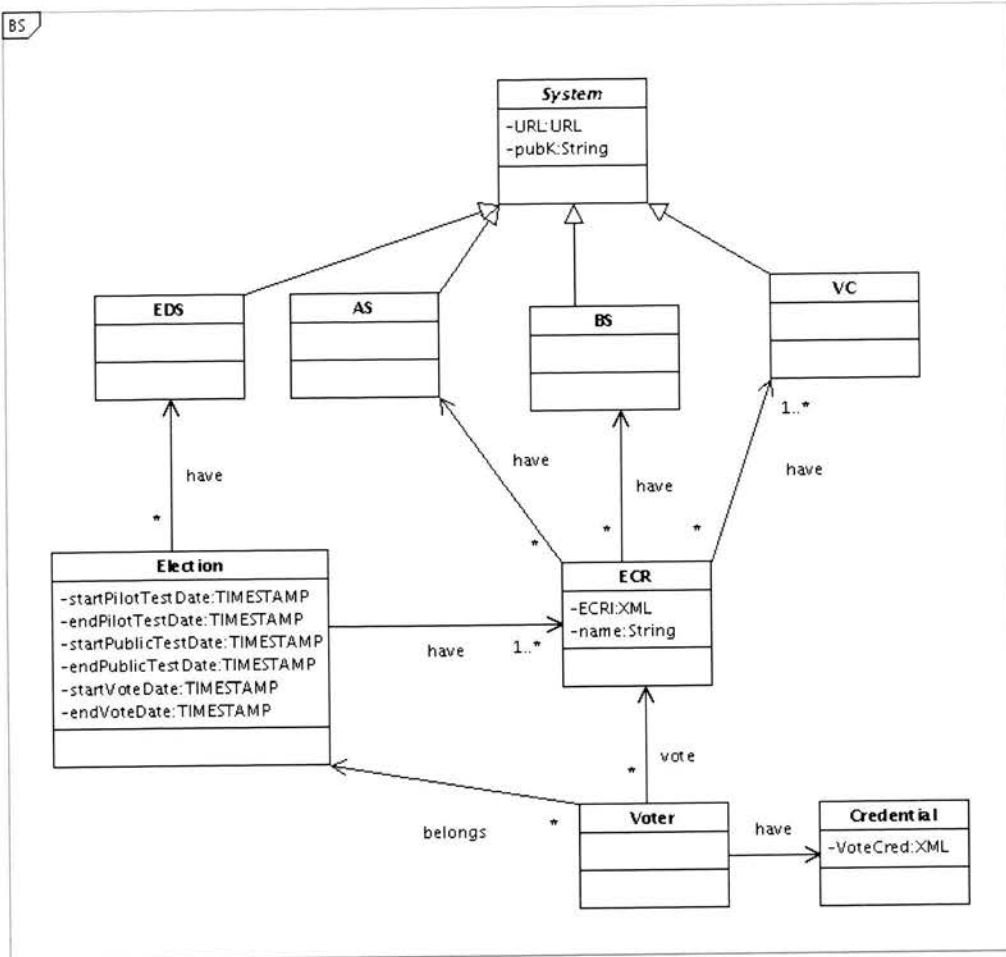 BS
System
-URL:URL
-pubK:String
EDS
AS
BS
VC
1..*
have
have
have
have
*
*
*
*
Election
-startPilotTestDate:TIMESTAMP
-endPilotTestDate:TIMESTAMP
-startPublicTestDate:TIMESTAMP
-endPublicTestDate:TIMESTAMP
-startVoteDate:TIMESTAMP
-endVoteDate:TIMESTAMP
ECR
-ECRI:XML
-name:String
have
1..*
vote
*
belongs
*
Voter
have
Credential
-VoteCred:XML